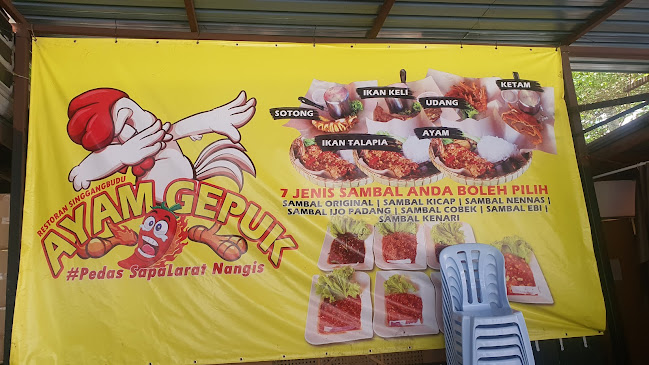 RESTORAN SINGGANGBUDU
AYAM GEPUK
#Pedas SapaLarat Nangis
SOTONG
IKAN KELI
UDANG
KETAM
IKAN TALAPIA
AYAM
7 JENIS SAMBAL ANDA BOLEH PILIH
SAMBAL ORIGINAL | SAMBAL KICAP | SAMBAL NENNAS |
SAMBAL IJO PADANG | SAMBAL COBEK | SAMBAL EBI |
SAMBAL KENARI